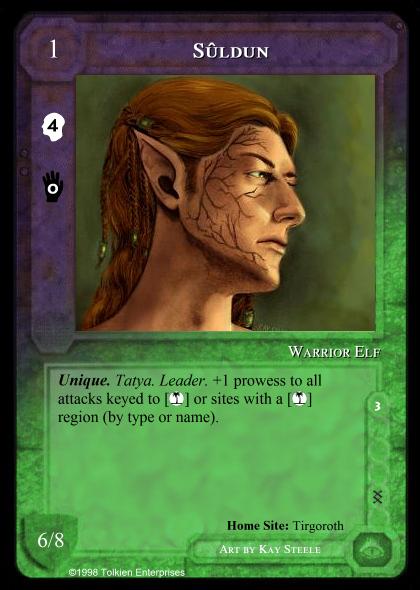 1
SÛLDUN
4
0
WARRIOR ELF
Unique. Tatya. Leader. +1 prowess to all
attacks keyed to [ ] or sites with a [ ]
region (by type or name).
3
Home Site: Tirgoroth
6/8
ART BY KAY STEELE
©1998 Tolkien Enterprises